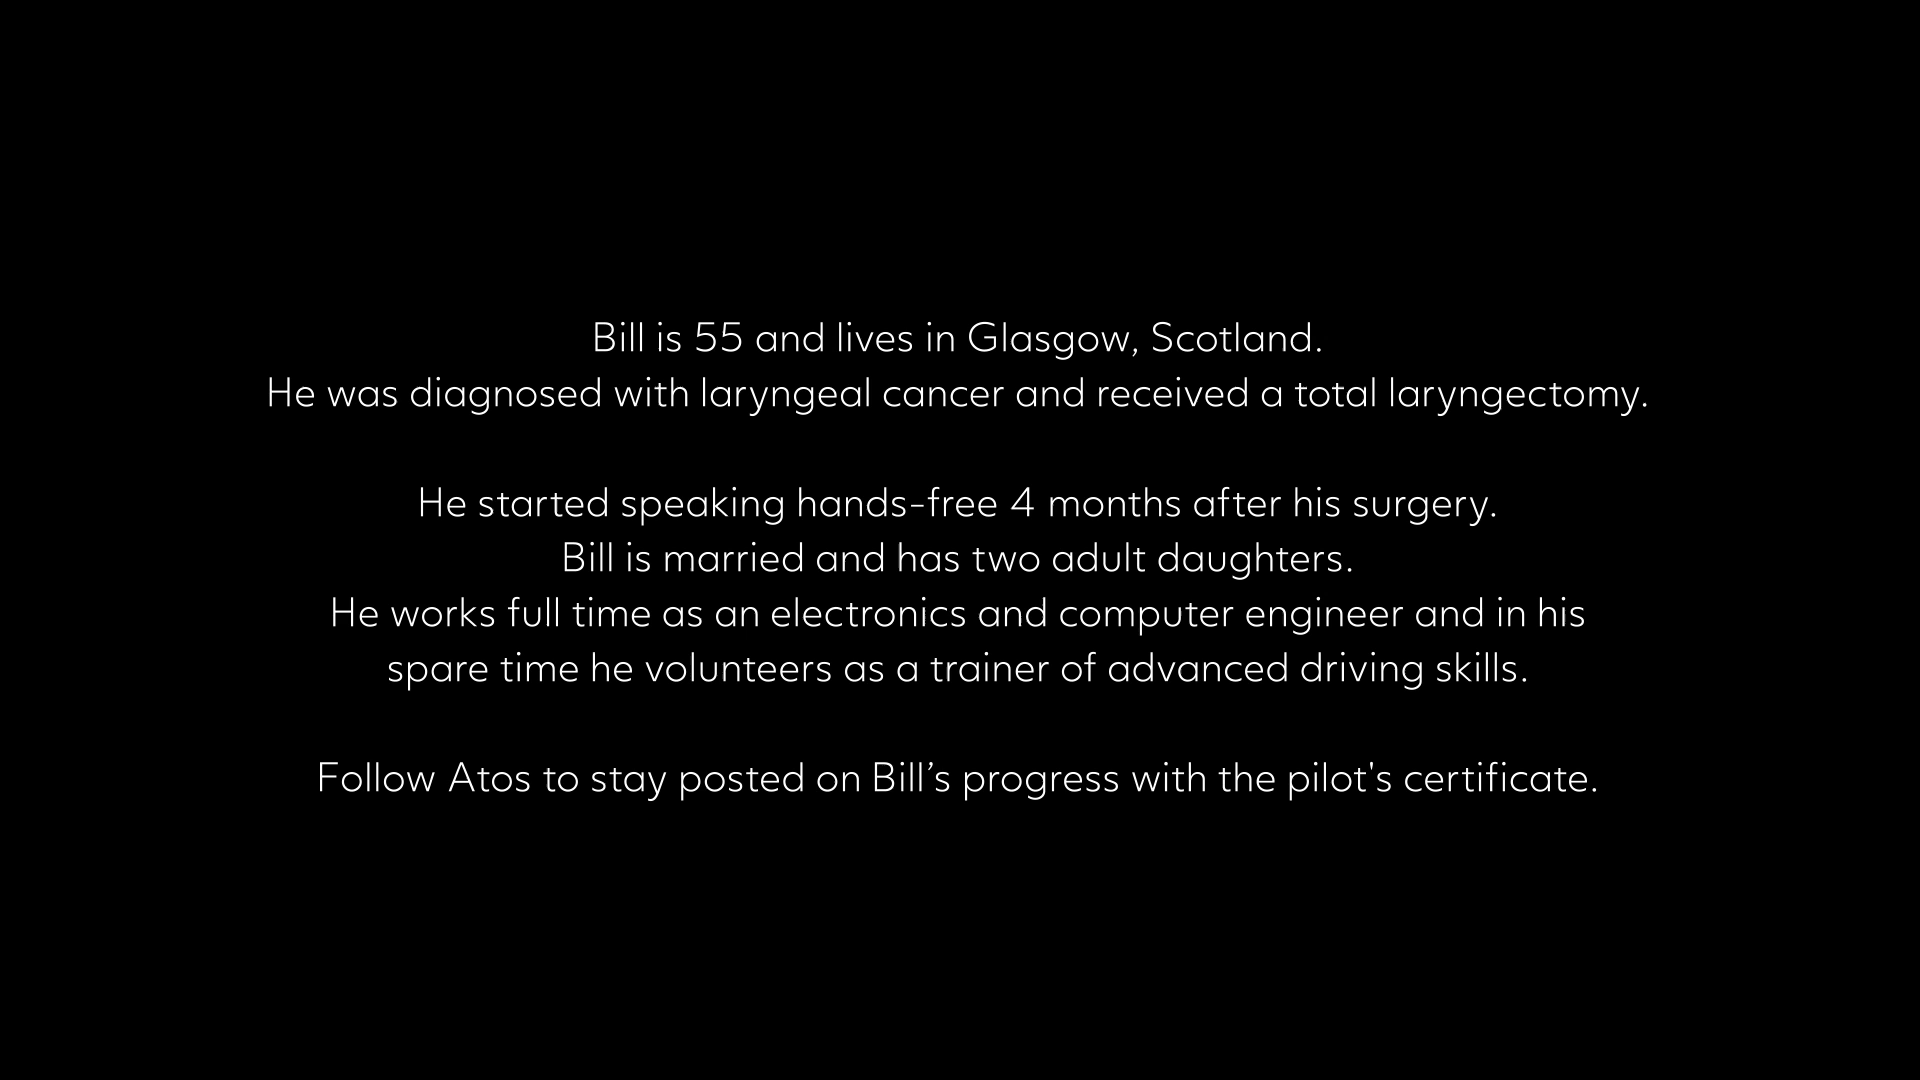 Bill is 55 and lives in Glasgow, Scotland.
He was diagnosed with laryngeal cancer and received a total laryngectomy.
He started speaking hands-free 4 months after his surgery.
Bill is married and has two adult daughters.
He works full time as an electronics and computer engineer and in his
spare time he volunteers as a trainer of advanced driving skills.
Follow Atos to stay posted on Bill’s progress with the pilot's certificate.